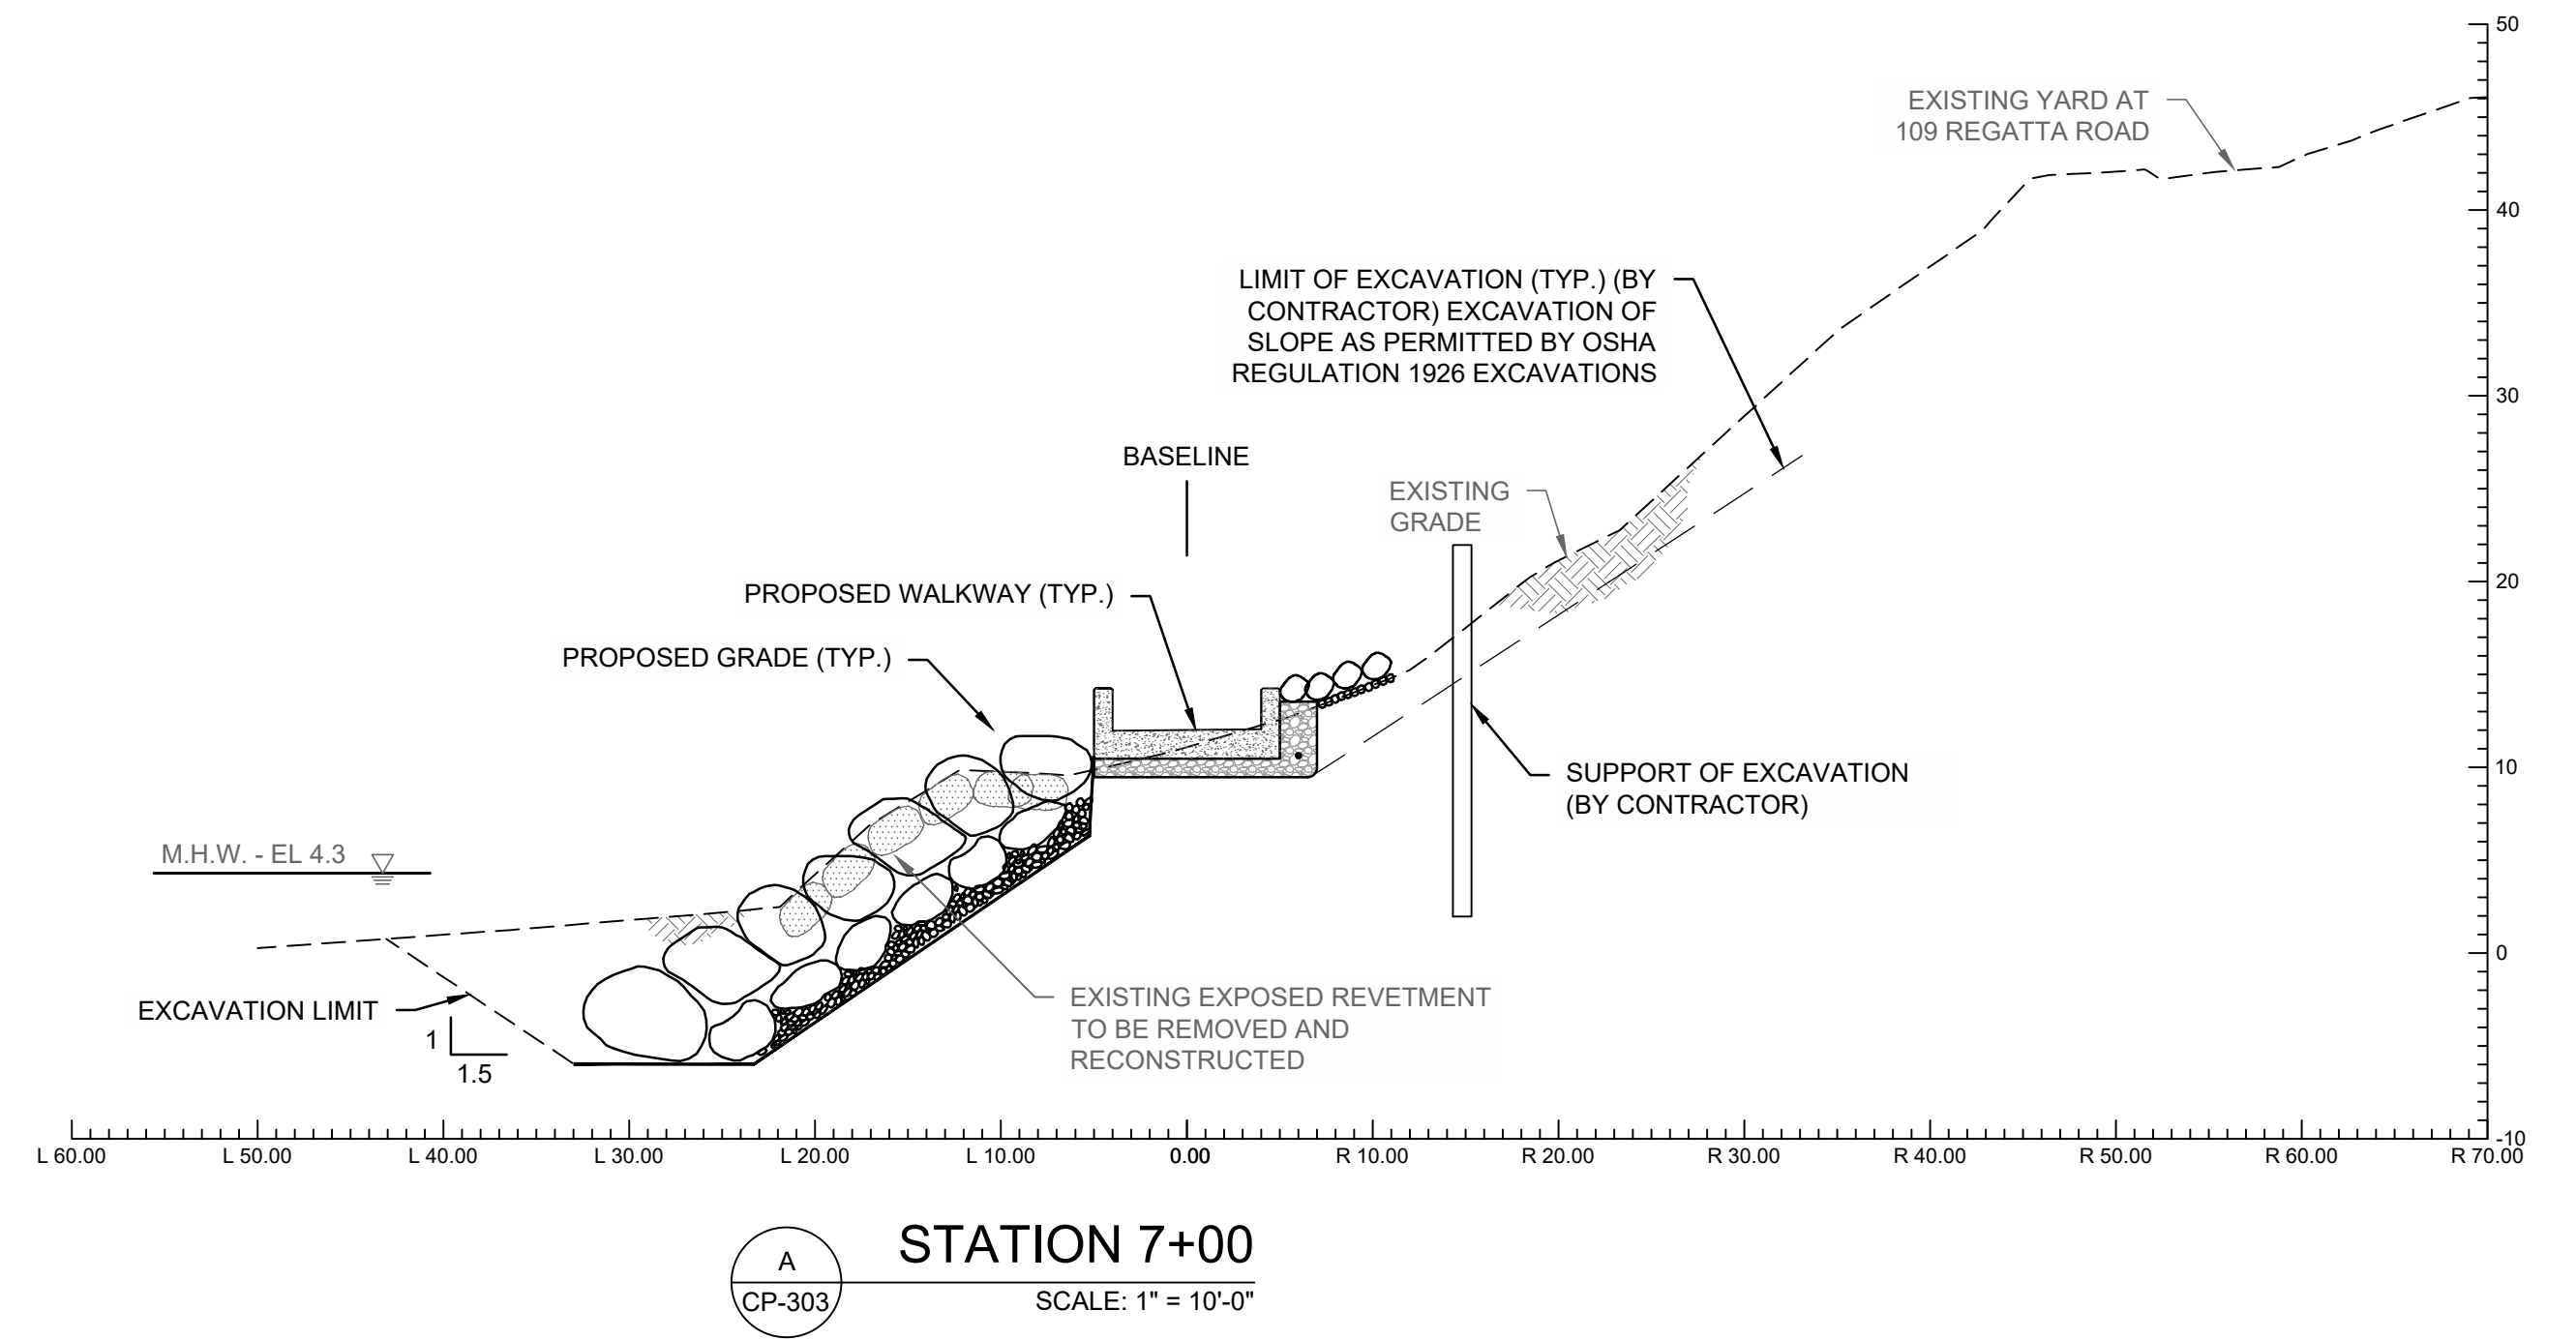 50
EXISTING YARD AT
109 REGATTA ROAD
40
LIMIT OF EXCAVATION (TYP.) (BY
CONTRACTOR) EXCAVATION OF
SLOPE AS PERMITTED BY OSHA
REGULATION 1926 EXCAVATIONS
30
BASELINE
EXISTING
GRADE
20
PROPOSED WALKWAY (TYP.)
PROPOSED GRADE (TYP.)
10
SUPPORT OF EXCAVATION
(BY CONTRACTOR)
M.H.W. - EL 4.3
0
EXCAVATION LIMIT
1
1.5
EXISTING EXPOSED REVETMENT
TO BE REMOVED AND
RECONSTRUCTED
-10
L 60.00 L 50.00 L 40.00 L 30.00 L 20.00 L 10.00 0.00 R 10.00 R 20.00 R 30.00 R 40.00 R 50.00 R 60.00 R 70.00
A
CP-303
STATION 7+00
SCALE: 1" = 10'-0"